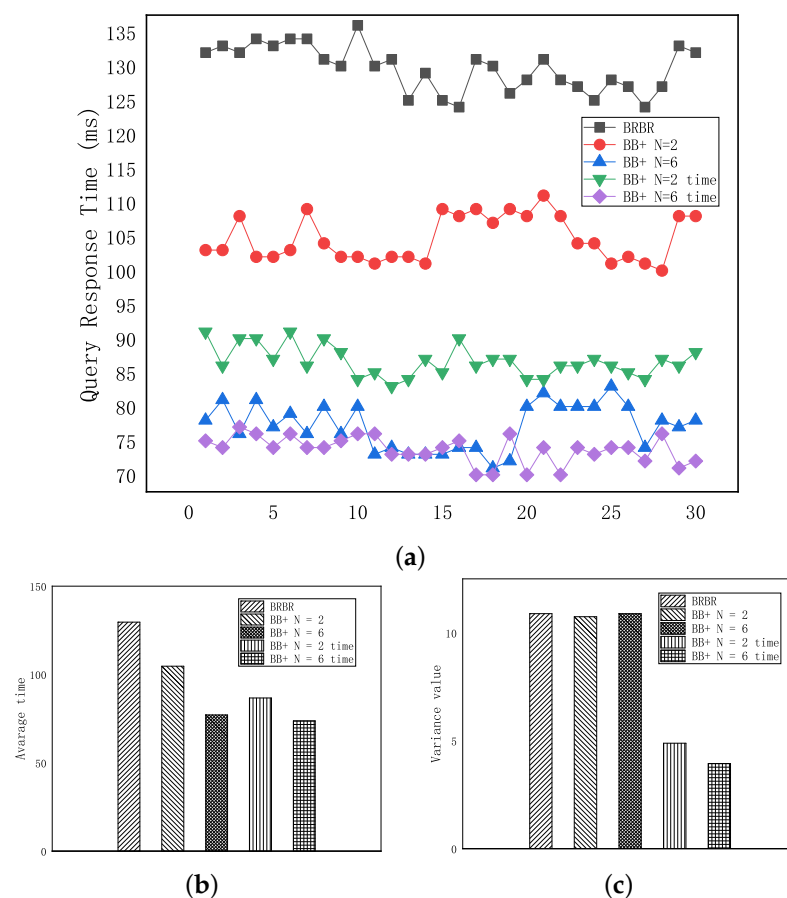 135
130
125
120
115
110
105
100
95
90
85
80
75
70
Query Response Time (ms)
BRBR
BB+ N=2
BB+ N=6
BB+ N=2 time
BB+ N=6 time
0 5 10 15 20 25 30
(a)
150
100
50
0
Avarage time
BRBR
BB+ N = 2
BB+ N = 6
BB+ N = 2 time
BB+ N = 6 time
(b)
10
5
0
Variance value
BRBR
BB+ N = 2
BB+ N = 6
BB+ N = 2 time
BB+ N = 6 time
(c)